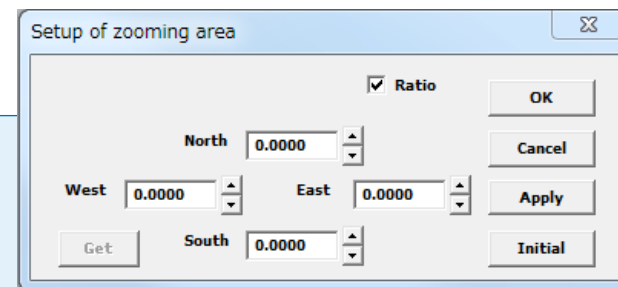 Setup of zooming area
Ratio
OK
North 0.0000
Cancel
West 0.0000 East 0.0000
Apply
Get South 0.0000
Initial